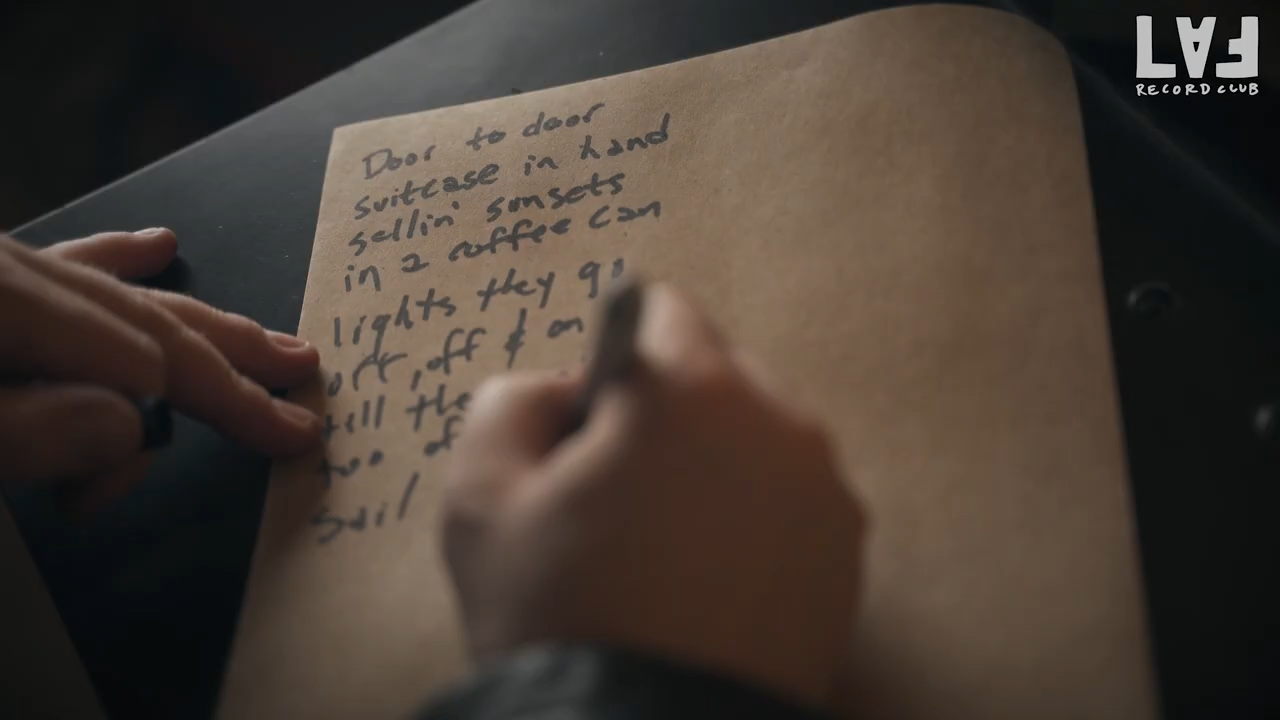 Door to door
suitcase in hand
sellin' sunsets
in a coffee can
lights they go
off, off & on
till the
two of
sail
LAF
RECORD CLUB